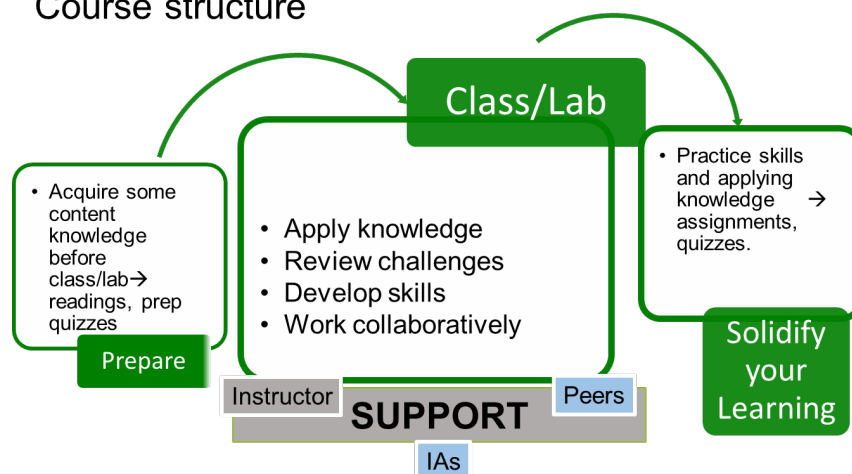 Course structure
• Acquire some
content
knowledge
before
class/lab→
readings, prep
quizzes
Prepare
Class/Lab
• Apply knowledge
• Review challenges
• Develop skills
• Work collaboratively
Instructor
SUPPORT
Peers
IAs
• Practice skills
and applying
knowledge →
assignments,
quizzes.
Solidify
your
Learning